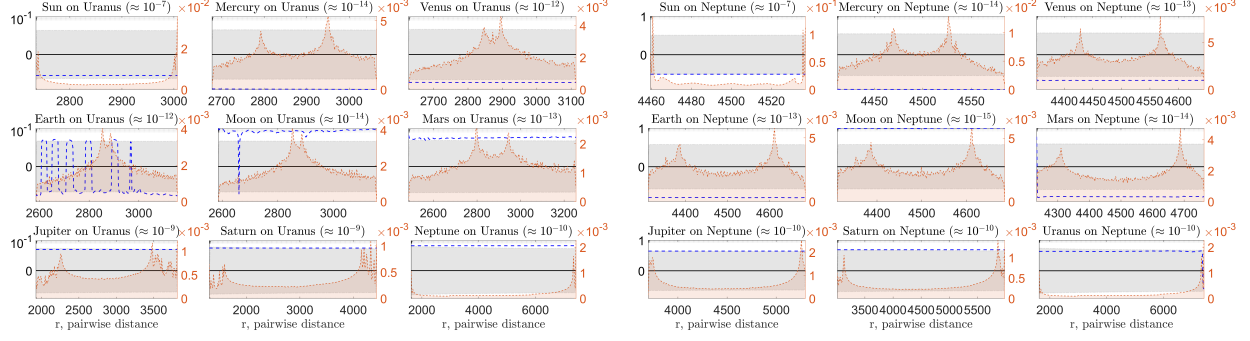 Sun on Uranus (≈ 10⁻⁷) Mercury on Uranus (≈ 10⁻¹⁴) Venus on Uranus (≈ 10⁻¹²) Sun on Neptune (≈ 10⁻⁷) Mercury on Neptune (≈ 10⁻¹⁴) Venus on Neptune (≈ 10⁻¹³)
10⁻¹ ×10⁻² ×10⁻³ ×10⁻³ 1 ×10⁻¹ ×10⁻² ×10⁻³
0 2 0 4 2 0 4 2 0 0 1 0.5 0 1 0.5 0 5 0
2800 2900 3000 2700 2800 2900 3000 2700 2800 2900 3000 3100 4460 4480 4500 4520 4450 4500 4550 4400 4450 4500 4550 4600
Earth on Uranus (≈ 10⁻¹²) Moon on Uranus (≈ 10⁻¹⁴) Mars on Uranus (≈ 10⁻¹³) Earth on Neptune (≈ 10⁻¹³) Moon on Neptune (≈ 10⁻¹⁵) Mars on Neptune (≈ 10⁻¹⁴)
10⁻¹ ×10⁻³ ×10⁻³ ×10⁻³ 1 ×10⁻³ ×10⁻³ ×10⁻³
0 4 2 0 4 2 0 2 1 0 0 5 0 5 0 4 2 0
2600 2800 3000 2600 2800 3000 2600 2800 3000 3200 4400 4500 4600 4400 4500 4600 4300 4400 4500 4600 4700
Jupiter on Uranus (≈ 10⁻⁹) Saturn on Uranus (≈ 10⁻⁹) Neptune on Uranus (≈ 10⁻¹⁰) Jupiter on Neptune (≈ 10⁻¹⁰) Saturn on Neptune (≈ 10⁻¹⁰) Uranus on Neptune (≈ 10⁻¹⁰)
10⁻¹ ×10⁻³ ×10⁻³ ×10⁻³ 1 ×10⁻³ ×10⁻³ ×10⁻³
0 1 0.5 0 1 0.5 0 2 1 0 0 2 1 0 1 0.5 0 2 1 0
2000 2500 3000 3500 2000 3000 4000 2000 4000 6000 4000 4500 5000 3500 4000 4500 5000 5500 2000 4000 6000
r, pairwise distance r, pairwise distance r, pairwise distance r, pairwise distance r, pairwise distance r, pairwise distance